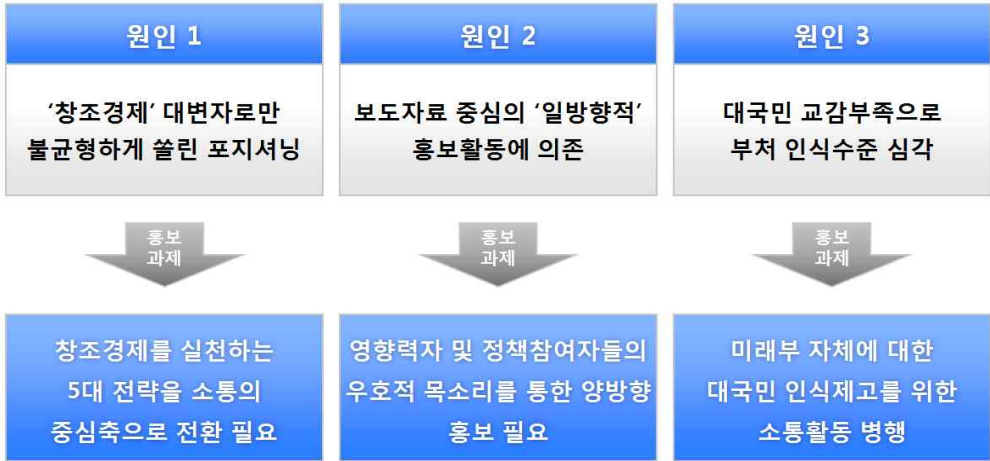 원인 1
‘창조경제’ 대변자로만
불균형하게 쏠린 포지셔닝
홍보
과제
창조경제를 실천하는
5대 전략을 소통의
중심축으로 전환 필요
원인 2
보도자료 중심의 ‘일방향적’
홍보활동에 의존
홍보
과제
영향력자 및 정책참여자들의
우호적 목소리를 통한 양방향
홍보 필요
원인 3
대국민 교감부족으로
부처 인식수준 심각
홍보
과제
미래부 자체에 대한
대국민 인식제고를 위한
소통활동 병행